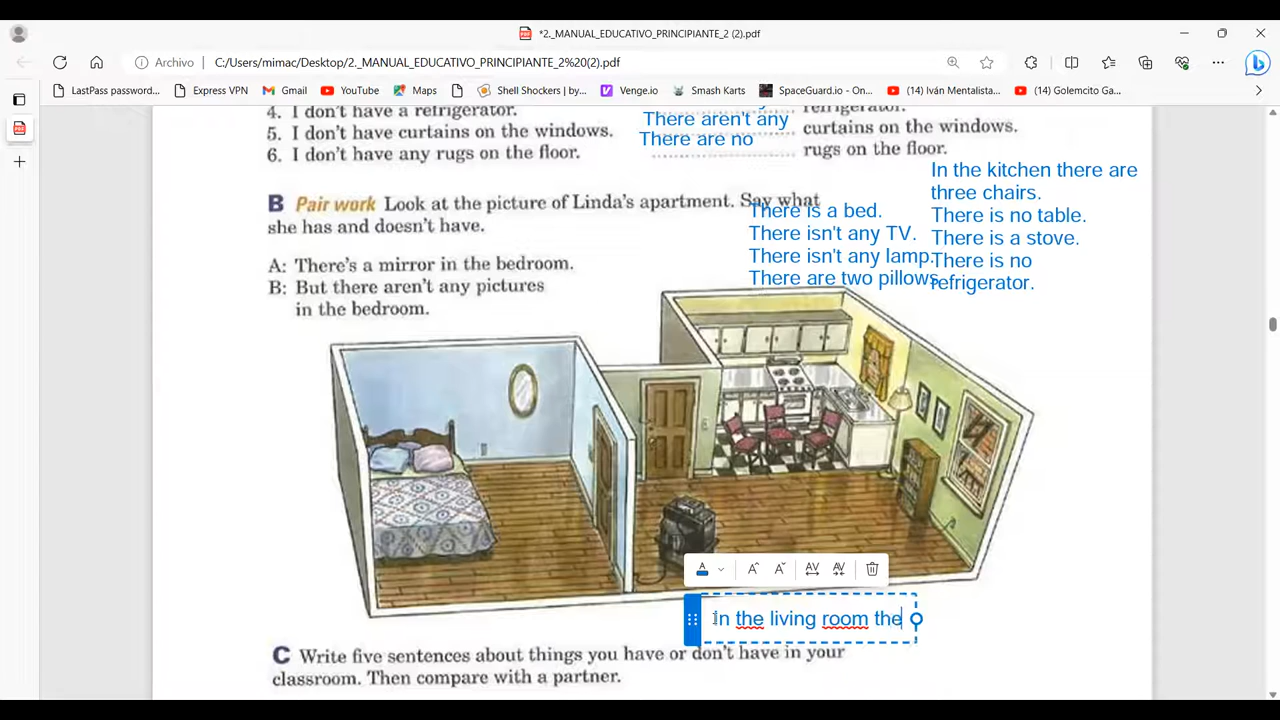 *2._MANUAL_EDUCATIVO_PRINCIPIANTE_2 (2).pdf
Archivo C:/Users/mimac/Desktop/2._MANUAL_EDUCATIVO_PRINCIPIANTE_2%20(2).pdf
LastPass password... Express VPN Gmail YouTube Maps Shell Shockers | by... Venge.io Smash Karts SpaceGuard.io - On... (14) Iván Mentalista... (14) Golemcito Ga...
4. I don't have a refrigerator. refrigerator.
5. I don't have curtains on the windows. There aren't any curtains on the windows.
6. I don't have any rugs on the floor. There are no rugs on the floor.
B Pair work Look at the picture of Linda's apartment. Say what
she has and doesn't have.
A: There's a mirror in the bedroom.
B: But there aren't any pictures
in the bedroom.
There is a bed.
There isn't any TV.
There isn't any lamp.
There are two pillows
In the kitchen there are
three chairs.
There is no table.
There is a stove.
There is no
refrigerator.
A A A AV AV
In the living room the
C Write five sentences about things you have or don't have in your
classroom. Then compare with a partner.